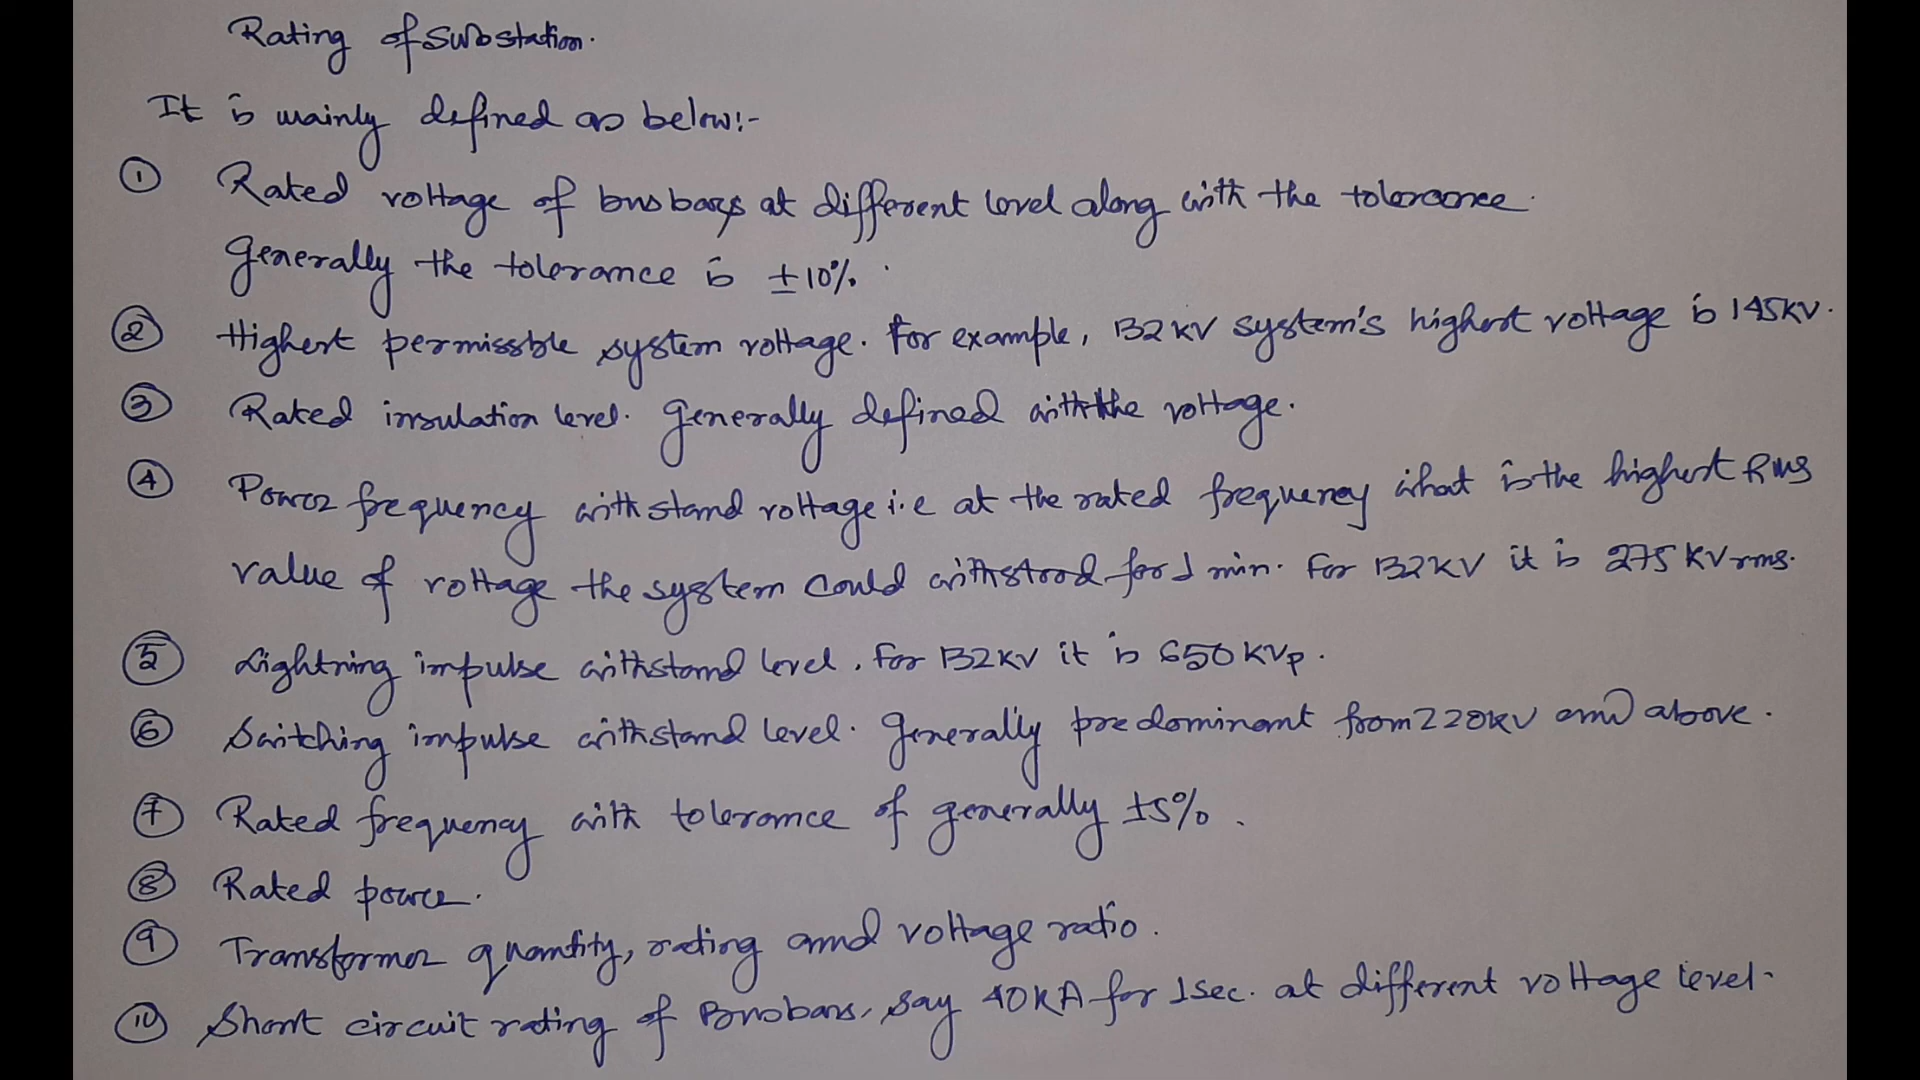 Rating of Substation.
It is mainly defined as below:-
① Rated voltage of bus bars at different level along with the tolerance.
Generally the tolerance is ±10%.
② Highest permissble system voltage. For example, 132 KV system's highest voltage is 145KV.
③ Rated insulation level. Generally defined with the voltage.
④ Power frequency withstand voltage i.e at the rated frequency what is the highest Rms
value of voltage the system could withstood for 1 min. For 132KV it is 275 KV rms.
⑤ Lightning impulse withstand level. For 132KV it is 650 KVp.
⑥ Switching impulse withstand level. Generally predominant from 220KV and above.
⑦ Rated frequency with tolerance of generally ±5%.
⑧ Rated power.
⑨ Transformer quantity, rating and voltage ratio.
⑩ Short circuit rating of Busbars, say 40KA for 1sec. at different voltage level.